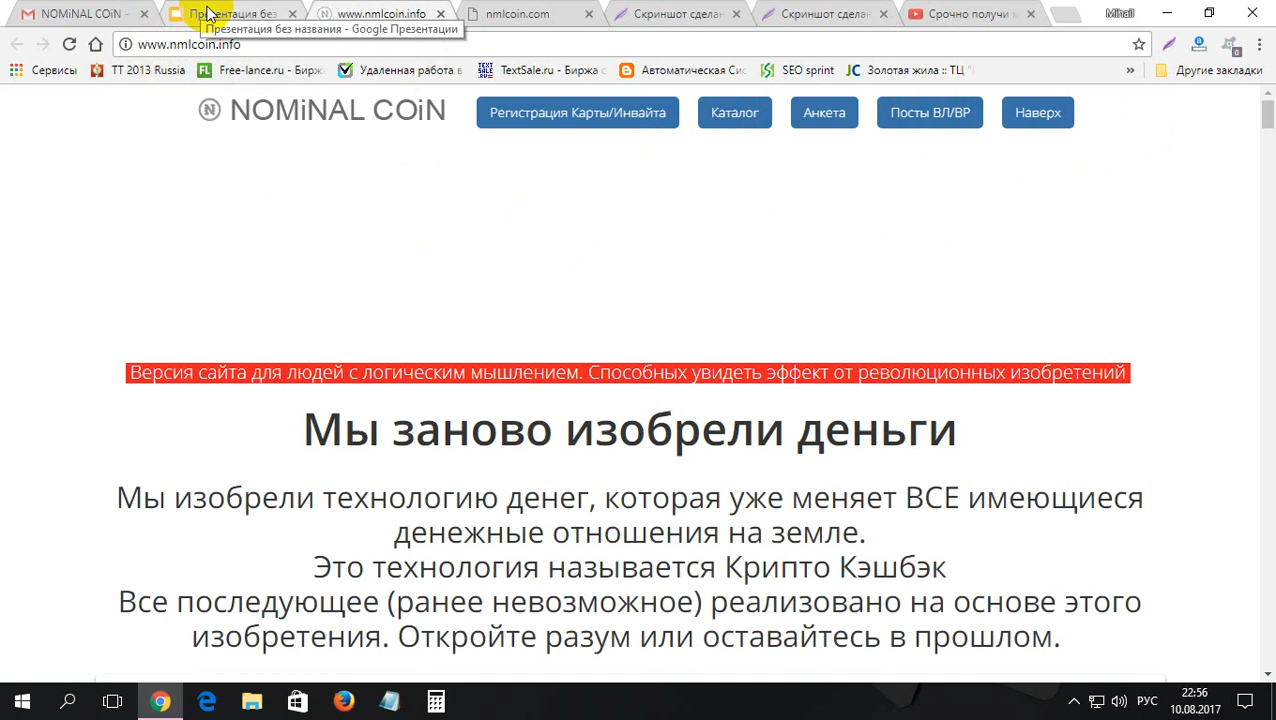 NOMiNAL COiN -
Презентация без
www.nmlcoin.info
nmlcoin.com
Скриншот сдела
Скриншот сдела
Срочно получи
Mihail
Презентация без названия - Google Презентации
www.nmlcoin.info
Сервисы
TT 2013 Russia
Free-lance.ru - Бирж
Удаленная работа в
TextSale.ru - Биржа с
Автоматическая Сис
SEO sprint
Золотая жила :: ТЦ "
»
Другие закладки
NOMiNAL COiN
Регистрация Карты/Инвайта
Каталог
Анкета
Посты ВЛ/ВР
Наверх
Версия сайта для людей с логическим мышлением. Способных увидеть эффект от революционных изобретений
Мы заново изобрели деньги
Мы изобрели технологию денег, которая уже меняет ВСЕ имеющиеся
денежные отношения на земле.
Это технология называется Крипто Кэшбэк
Все последующее (ранее невозможное) реализовано на основе этого
изобретения. Откройте разум или оставайтесь в прошлом.
РУС
22:56
10.08.2017